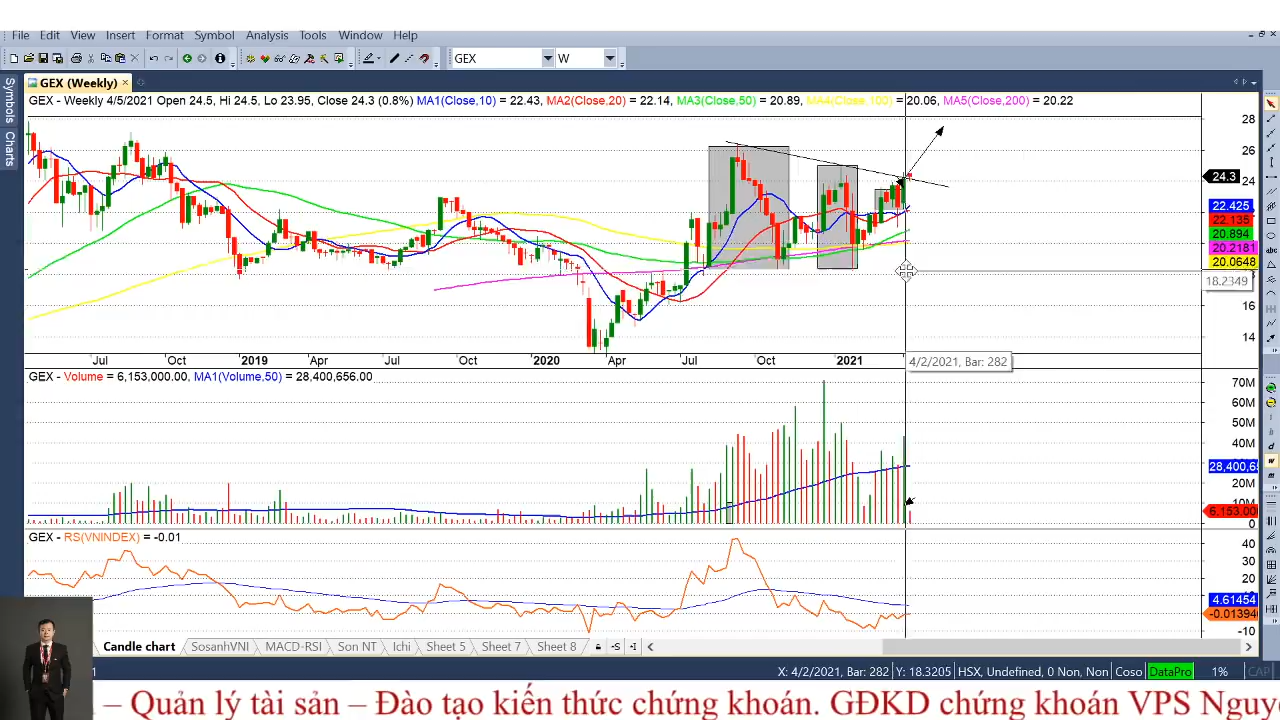 File Edit View Insert Format Symbol Analysis Tools Window Help
GEX W
GEX (Weekly)
Symbols
Charts
GEX - Weekly 4/5/2021 Open 24.5, Hi 24.5, Lo 23.95, Close 24.3 (0.8%) MA1(Close,10) = 22.43, MA2(Close,20) = 22.14, MA3(Close,50) = 20.89, MA4(Close,100) = 20.06, MA5(Close,200) = 20.22
28
26
24.3
24
22.425
22.135
20.894
20.2181
20.0648
18.2349
16
14
Jul Oct 2019 Apr Jul Oct 2020 Apr Jul Oct 2021
4/2/2021, Bar: 282
GEX - Volume = 6,153,000.00, MA1(Volume,50) = 28,400,656.00
70M
60M
50M
40M
28,400,65
20M
10M
6,153,00
0
GEX - RS(VNINDEX) = -0.01
40
30
20
10
4.61454
-0.01394
-10
Candle chart SosanhVNI MACD-RSI Son NT Ichi Sheet 5 Sheet 7 Sheet 8
X: 4/2/2021, Bar: 282 Y: 18.3205 HSX, Undefined, 0 Non, Non Coso DataPro 1% CAP
– Quản lý tài sản – Đào tạo kiến thức chứng khoán. GĐKD chứng khoán VPS Nguy